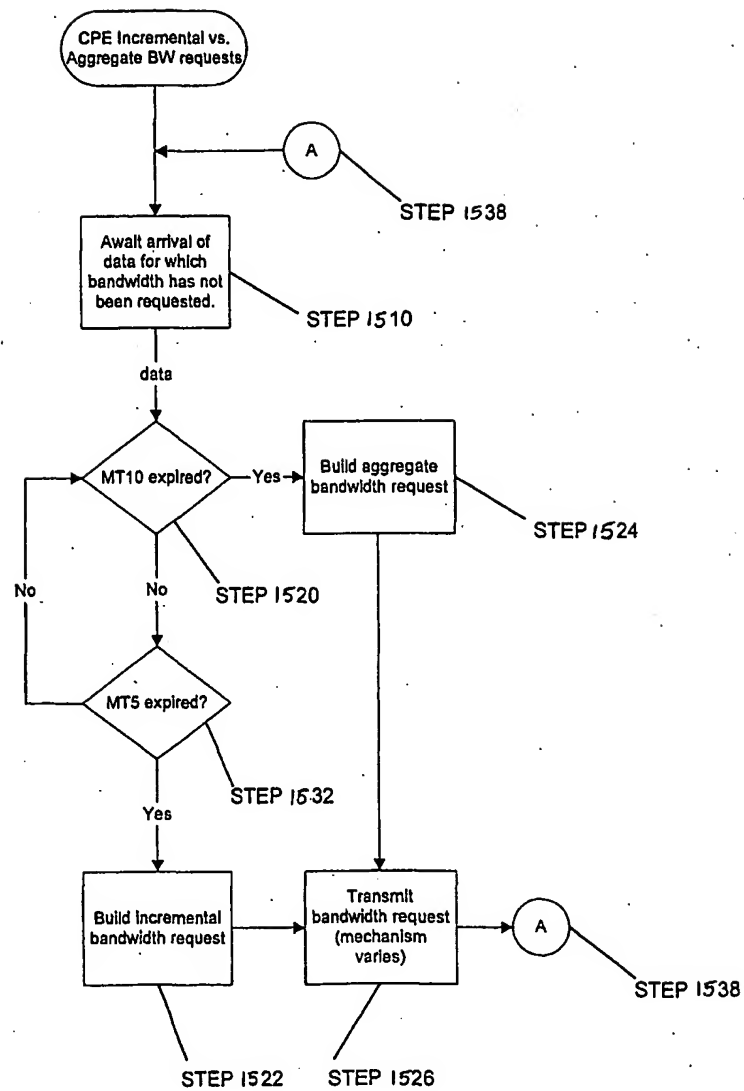 CPE Incremental vs.
Aggregate BW requests
A
STEP 1538
Await arrival of
data for which
bandwidth has not
been requested.
STEP 1510
data
MT10 expired?
Yes
Build aggregate
bandwidth request
STEP 1524
No
No
STEP 1520
MT5 expired?
STEP 1532
Yes
Build incremental
bandwidth request
Transmit
bandwidth request
(mechanism
varies)
A
STEP 1538
STEP 1522
STEP 1526